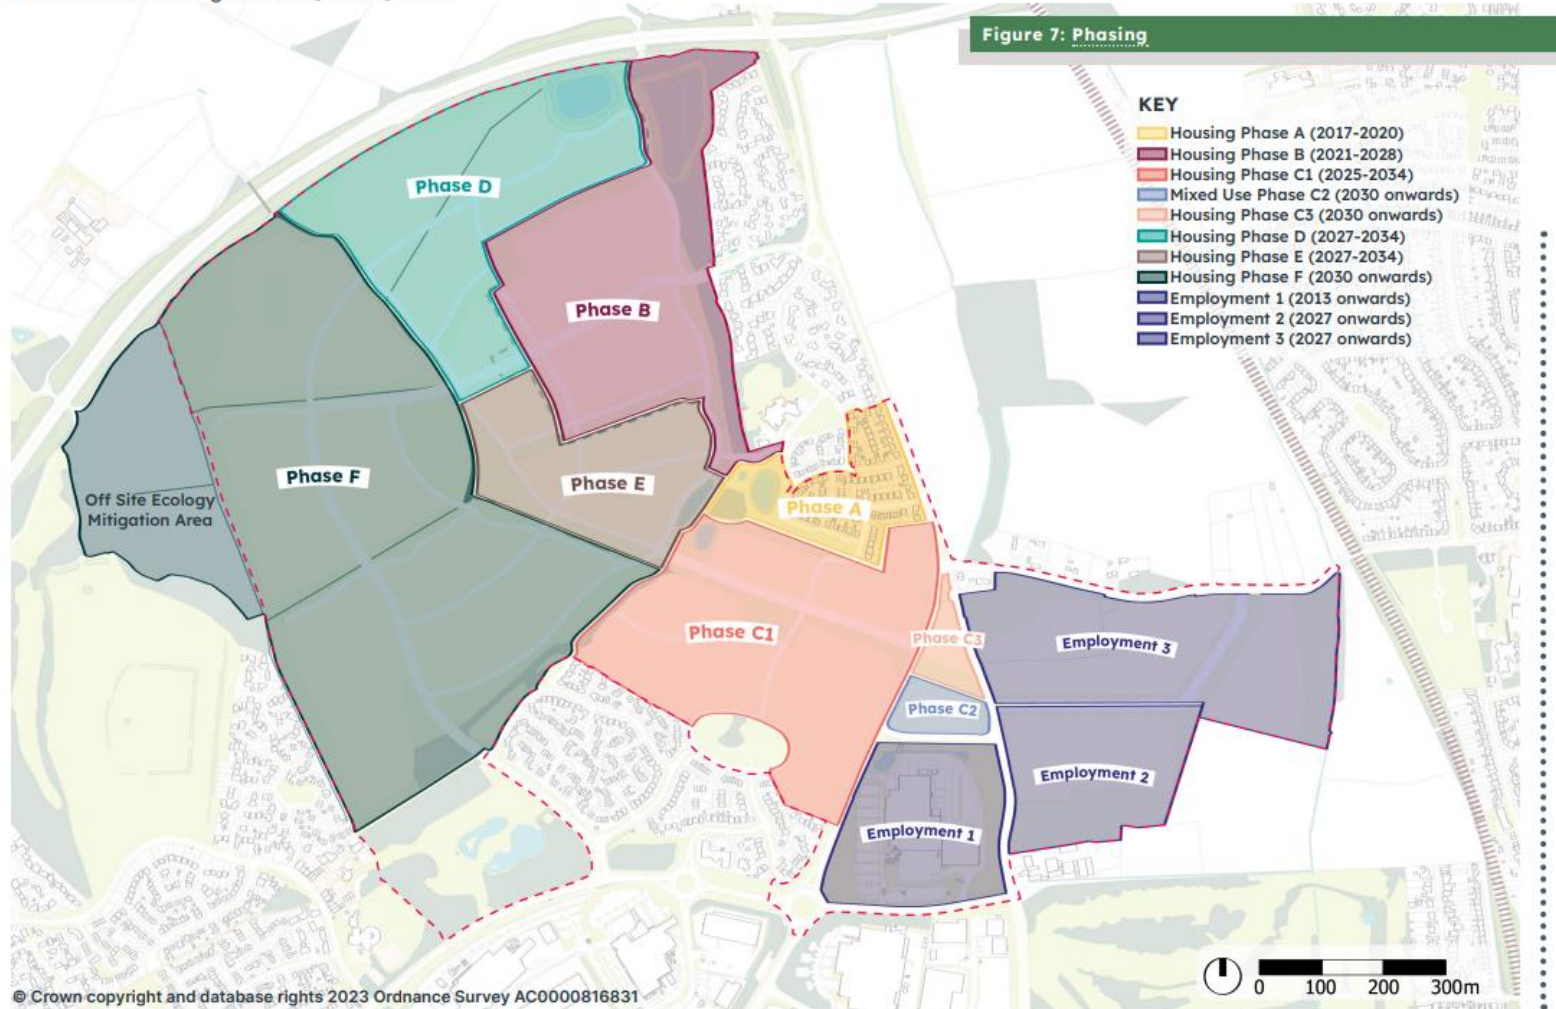 Figure 7: Phasing
KEY
Housing Phase A (2017-2020)
Housing Phase B (2021-2028)
Housing Phase C1 (2025-2034)
Mixed Use Phase C2 (2030 onwards)
Housing Phase C3 (2030 onwards)
Housing Phase D (2027-2034)
Housing Phase E (2027-2034)
Housing Phase F (2030 onwards)
Employment 1 (2013 onwards)
Employment 2 (2027 onwards)
Employment 3 (2027 onwards)
Phase D
Phase B
Phase F
Phase E
Off Site Ecology
Mitigation Area
Phase A
Phase C1
Phase C3
Employment 3
Phase C2
Employment 2
Employment 1
0 100 200 300m
© Crown copyright and database rights 2023 Ordnance Survey AC0000816831